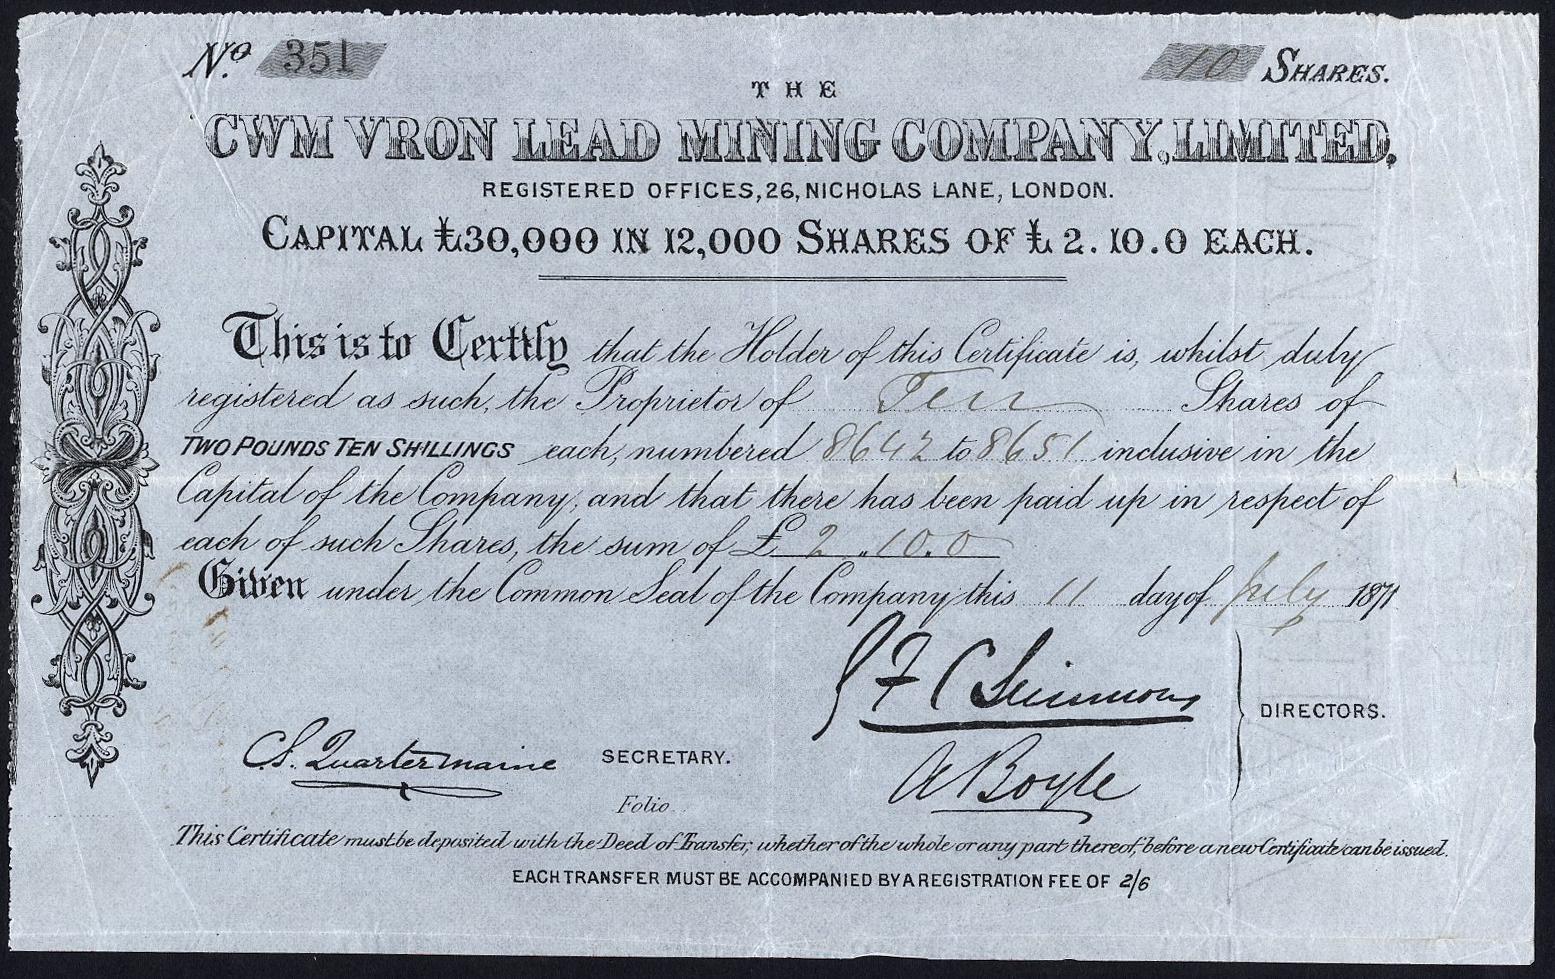 No. 351 10 SHARES.
THE
CWM VRON LEAD MINING COMPANY, LIMITED,
REGISTERED OFFICES, 26, NICHOLAS LANE, LONDON.
CAPITAL £30,000 IN 12,000 SHARES OF £2.10.0 EACH.
This is to Certify that the Holder of this Certificate is, whilst duly
registered as such, the Proprietor of Ten Shares of
TWO POUNDS TEN SHILLINGS each, numbered 8642 to 8651 inclusive in the
Capital of the Company, and that there has been paid up in respect of
each of such Shares, the sum of £ 2.10.0
Given under the Common Seal of the Company this 11 day of July 1871
F C Simmons
DIRECTORS.
C. S. Quartermaine SECRETARY.
A Boyle
Folio
This Certificate must be deposited with the Deed of Transfer, whether of the whole or any part thereof, before a new Certificate can be issued.
EACH TRANSFER MUST BE ACCOMPANIED BY A REGISTRATION FEE OF 2/6